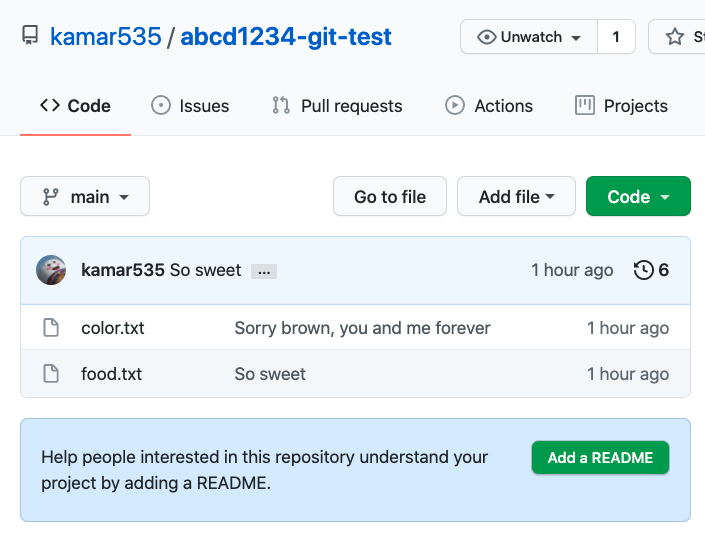 kamar535 / abcd1234-git-test Unwatch 1
Code Issues Pull requests Actions Projects
main Go to file Add file Code
kamar535 So sweet ... 1 hour ago 6
color.txt Sorry brown, you and me forever 1 hour ago
food.txt So sweet 1 hour ago
Help people interested in this repository understand your
project by adding a README.
Add a README